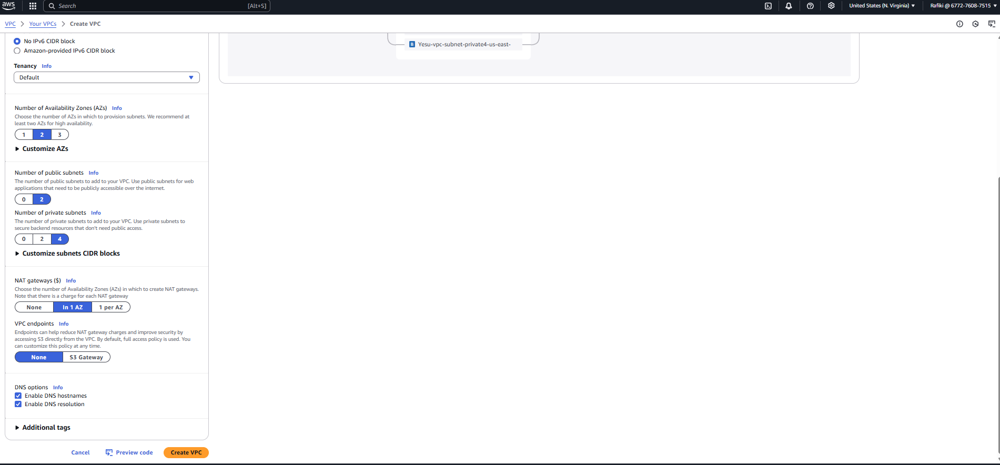 aws
Search [Alt+S]
United States (N. Virginia)
Rafiki @ 6772-7608-7515
VPC > Your VPCs > Create VPC
No IPv6 CIDR block
Amazon-provided IPv6 CIDR block
Tenancy Info
Default
Number of Availability Zones (AZs) Info
Choose the number of AZs in which to provision subnets. We recommend at
least two AZs for high availability.
1 2 3
Customize AZs
Number of public subnets Info
The number of public subnets to add to your VPC. Use public subnets for web
applications that need to be publicly accessible over the internet.
0 2
Number of private subnets Info
The number of private subnets to add to your VPC. Use private subnets to
secure backend resources that don't need public access.
0 2 4
Customize subnets CIDR blocks
NAT gateways ($) Info
Choose the number of Availability Zones (AZs) in which to create NAT gateways.
Note that there is a charge for each NAT gateway
None In 1 AZ 1 per AZ
VPC endpoints Info
Endpoints can help reduce NAT gateway charges and improve security by
accessing S3 directly from the VPC. By default, full access policy is used. You
can customize this policy at any time.
None S3 Gateway
DNS options Info
Enable DNS hostnames
Enable DNS resolution
Additional tags
Cancel Preview code Create VPC
B Yesu-vpc-subnet-private4-us-east-